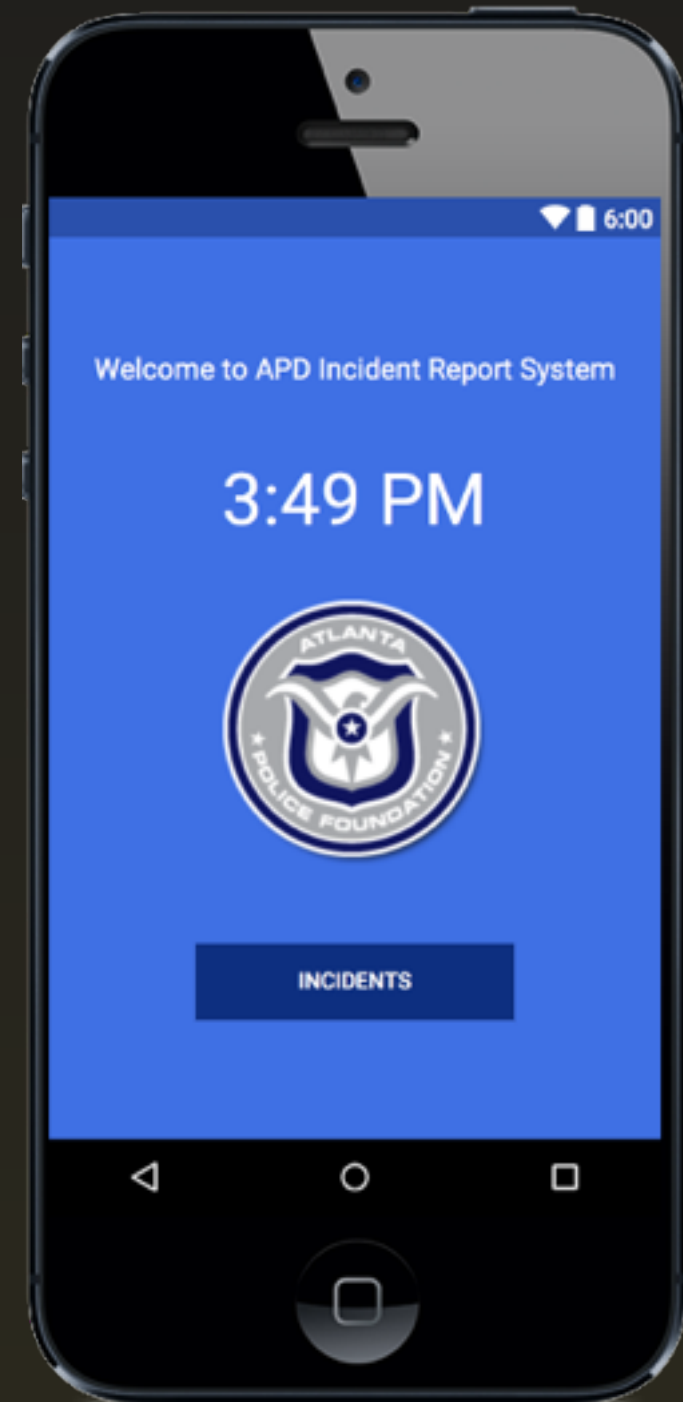 6:00
Welcome to APD Incident Report System
3:49 PM
ATLANTA
POLICE FOUNDATION
INCIDENTS